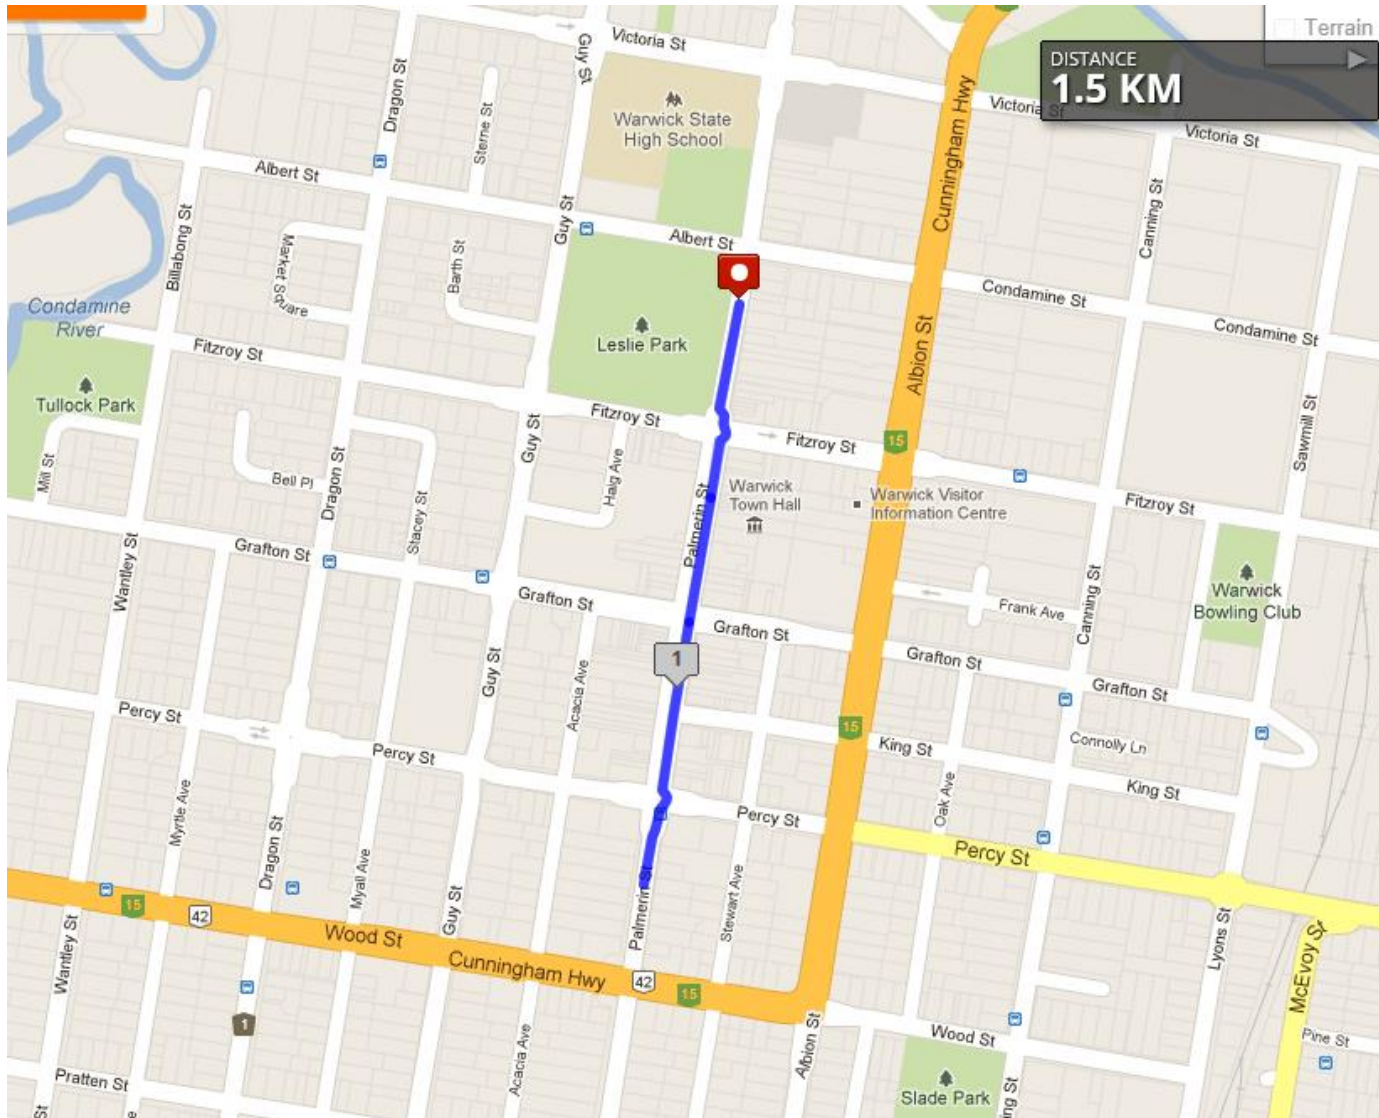 Terrain
DISTANCE
1.5 KM
Victoria St
Victoria St
Victoria St
Guy St
Dragon St
Sterne St
Warwick State
High School
Cunningham Hwy
Albert St
Albert St
Canning St
Billabong St
Market Square
Barth St
Guy St
Condamine
River
Leslie Park
Condamine St
Condamine St
Albion St
Fitzroy St
Tullock Park
Fitzroy St
Fitzroy St
15
Fitzroy St
Sawmill St
Mill St
Bell Pl
Dragon St
Stacey St
Guy St
Haig Ave
Palmerin St
Warwick
Town Hall
Warwick Visitor
Information Centre
Grafton St
Wantley St
Grafton St
Grafton St
Grafton St
Grafton St
Frank Ave
Canning St
Warwick
Bowling Club
1
Guy St
Acacia Ave
Percy St
Percy St
15
King St
Connolly Ln
King St
Oak Ave
Myrtle Ave
Dragon St
Myall Ave
Guy St
Percy St
Percy St
Palmerin St
Stewart Ave
15
42
Wood St
Cunningham Hwy
42
15
Wantley St
Lyons St
McEvoy St
1
Acacia Ave
Albion St
Wood St
Pine St
Pratten St
Slade Park
St
ng St